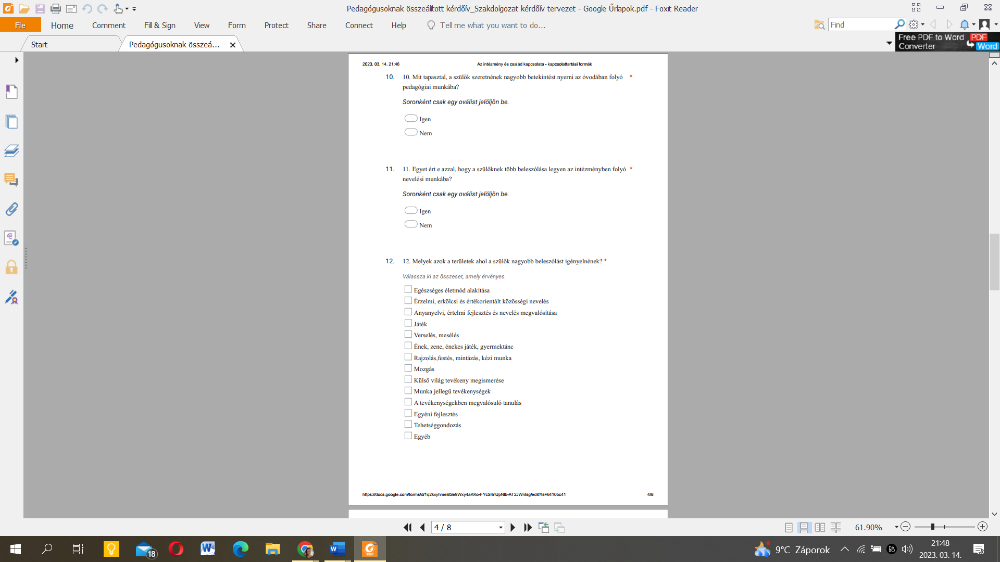 Pedagógusoknak összeálított kérdőív_Szakdolgozat kérdőív tervezet - Google Űrlapok.pdf - Foxit Reader
File Home Comment Fill & Sign View Form Protect Share Connect Help Tell me what you want to do... Find
Start Pedagógusoknak összeá...
Free PDF to Word Converter PDF Word
2023. 03. 14. 21:46 Az intézmény és család kapcsolata - kapcsolattartási formák
10. 10. Mit tapasztal, a szülők szeretnének nagyobb betekintést nyerni az óvodában folyó *
pedagógiai munkába?
Soronként csak egy oválist jelöljön be.
Igen
Nem
11. 11. Egyet ért e azzal, hogy a szülőknek több beleszólása legyen az intézményben folyó *
nevelési munkába?
Soronként csak egy oválist jelöljön be.
Igen
Nem
12. 12. Melyek azok a területek ahol a szülők nagyobb beleszólást igényelnének? *
Válassza ki az összeset, amely érvényes.
Egészséges életmód alakítása
Érzelmi, erkölcsi és értékorientált közösségi nevelés
Anyanyelvi, értelmi fejlesztés és nevelés megvalósítása
Játék
Verselés, mesélés
Ének, zene, énekes játék, gyermektánc
Rajzolás,festés, mintázás, kézi munka
Mozgás
Külső világ tevékeny megismerése
Munka jellegű tevékenységek
A tevékenységekben megvalósuló tanulás
Egyéni fejlesztés
Tehetséggondozás
Egyéb
https://docs.google.com/forms/d/1q2kxyhmei8Se9Wxy4aKKo-FYcS4nUpNlb-AT2JWntsg/edit?ts=6410bc41 4/8
4 / 8 61.90%
18
PDF
9°C Záporok
21:48
2023. 03. 14.